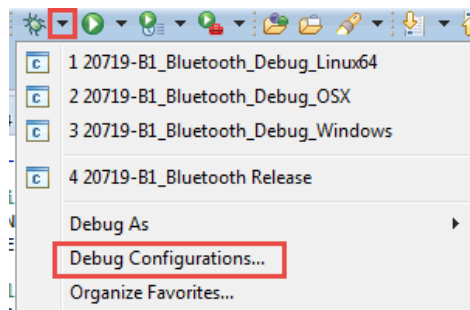 1 20719-B1_Bluetooth_Debug_Linux64
2 20719-B1_Bluetooth_Debug_OSX
3 20719-B1_Bluetooth_Debug_Windows
4 20719-B1_Bluetooth Release
Debug As
Debug Configurations...
Organize Favorites...